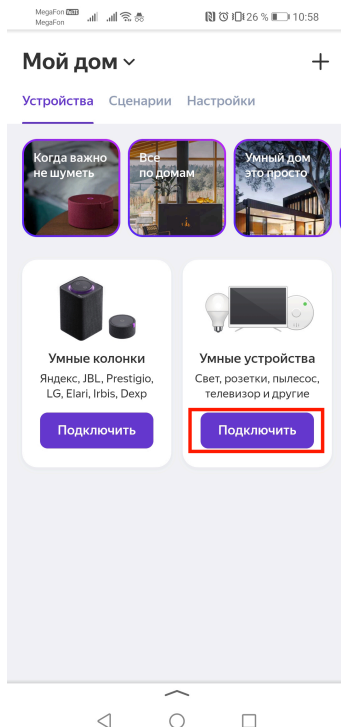 MegaFon VoLTE
MegaFon
26 % 10:58
Мой дом
Устройства Сценарии Настройки
Когда важно
не шуметь
Все
по домам
Умный дом
это просто
Умные колонки
Яндекс, JBL, Prestigio,
LG, Elari, Irbis, Dexp
Подключить
Умные устройства
Свет, розетки, пылесос,
телевизор и другие
Подключить